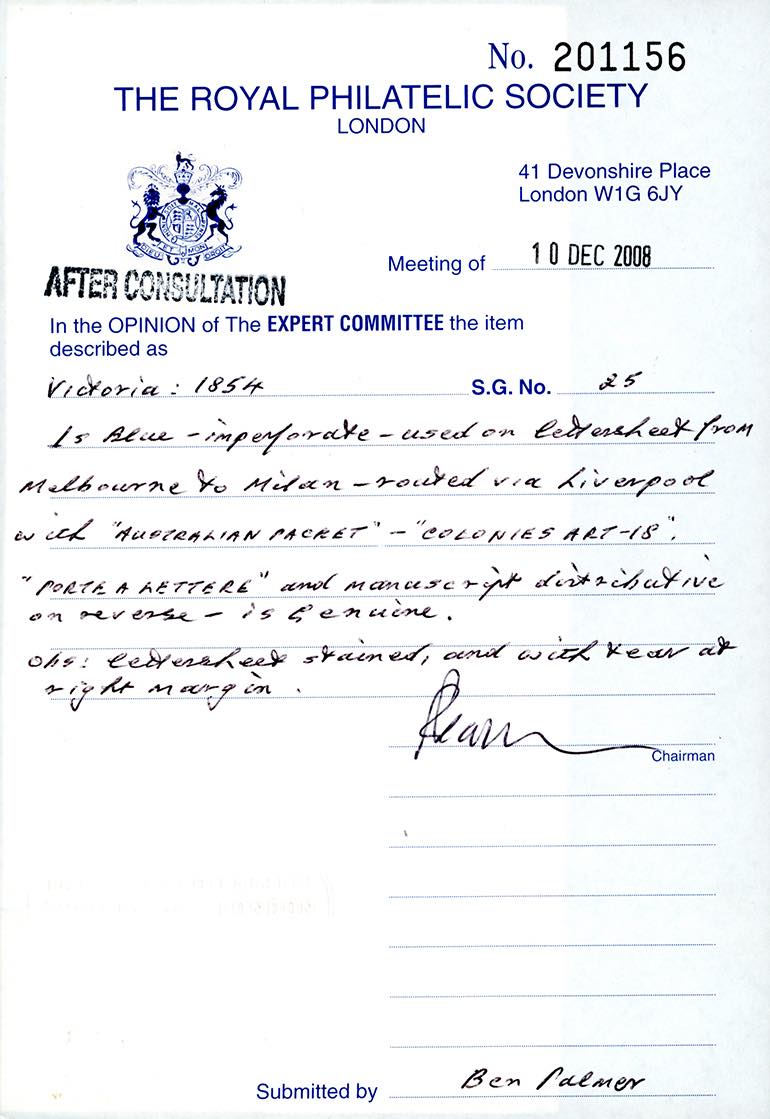 No. 201156
THE ROYAL PHILATELIC SOCIETY
LONDON
41 Devonshire Place
London W1G 6JY
Meeting of 10 DEC 2008
AFTER CONSULTATION
In the OPINION of The EXPERT COMMITTEE the item
described as
Victoria: 1854 S.G. No. 25
1s Blue - imperforate - used on lettersheet from
Melbourne to Milan - routed via Liverpool
with "AUSTRALIAN PACKET" - "COLONIES ART-18".
"PORTE A LETTERE" and manuscript distributive
on reverse - is Genuine.
Obs: lettersheet stained, and with tear at
right margin.
Chairman
Submitted by Ben Palmer